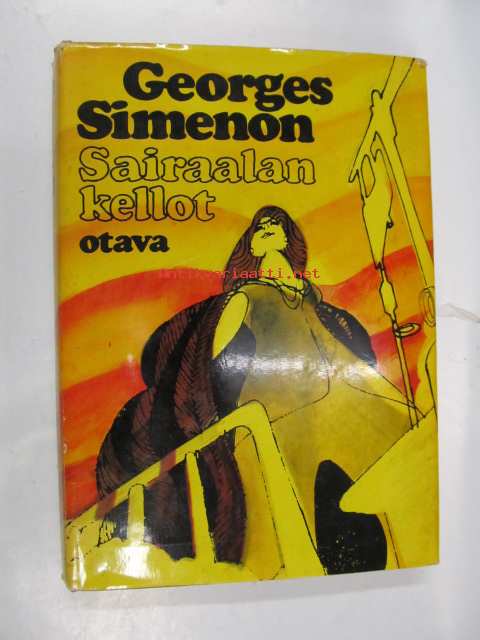 Georges
Simenon
Sairaalan
kellot
otava
antikvariaatti.net